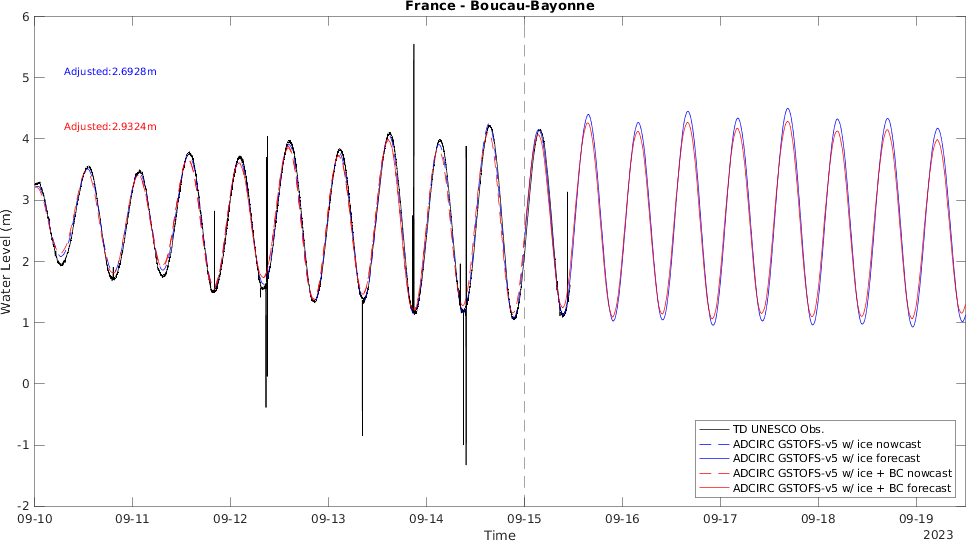 France - Boucau-Bayonne
Water Level (m)
6
5
4
3
2
1
0
-1
-2
Adjusted:2.6928m
Adjusted:2.9324m
TD UNESCO Obs.
ADCIRC GSTOFS-v5 w/ ice nowcast
ADCIRC GSTOFS-v5 w/ ice forecast
ADCIRC GSTOFS-v5 w/ ice + BC nowcast
ADCIRC GSTOFS-v5 w/ ice + BC forecast
09-10 09-11 09-12 09-13 09-14 09-15 09-16 09-17 09-18 09-19
Time
2023